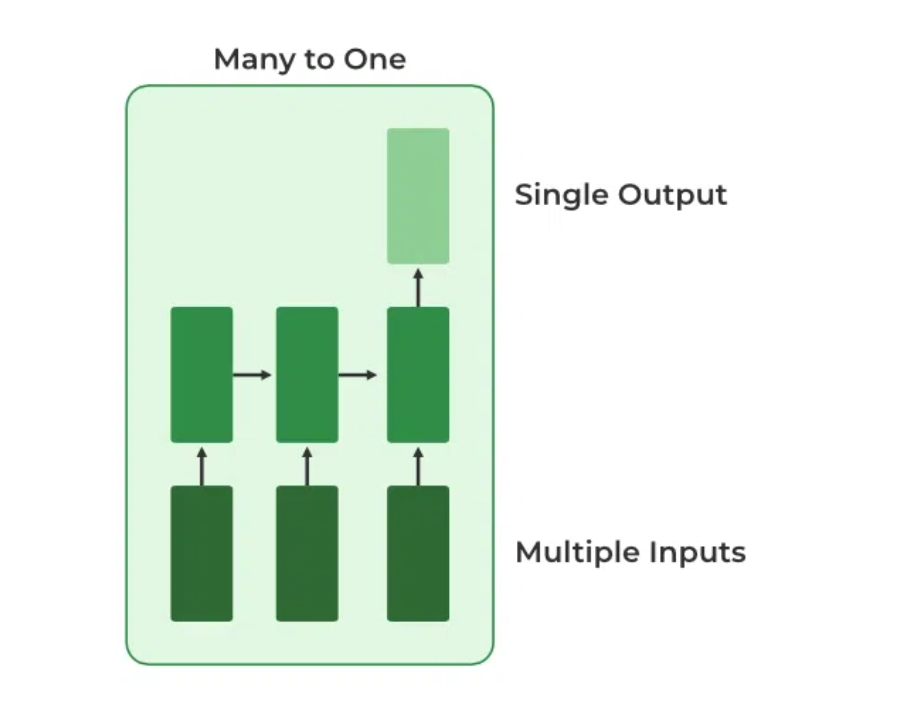 Many to One
Single Output
Multiple Inputs